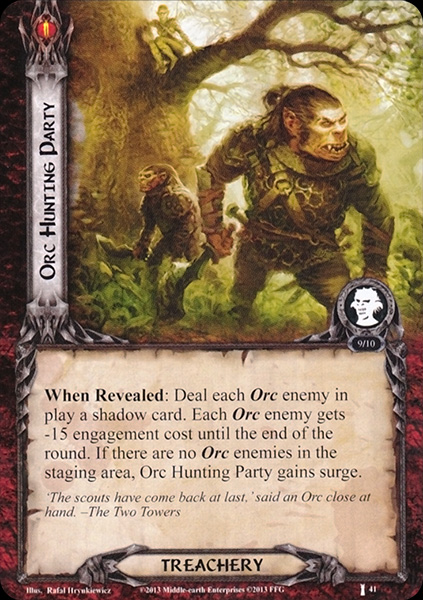 Orc Hunting Party
9/10
When Revealed: Deal each Orc enemy in
play a shadow card. Each Orc enemy gets
-15 engagement cost until the end of the
round. If there are no Orc enemies in the
staging area, Orc Hunting Party gains surge.
‘The scouts have come back at last,’ said an Orc close at
hand. –The Two Towers
TREACHERY
Illus. Rafał Hrynkiewicz ©2013 Middle-earth Enterprises ©2013 FFG 41